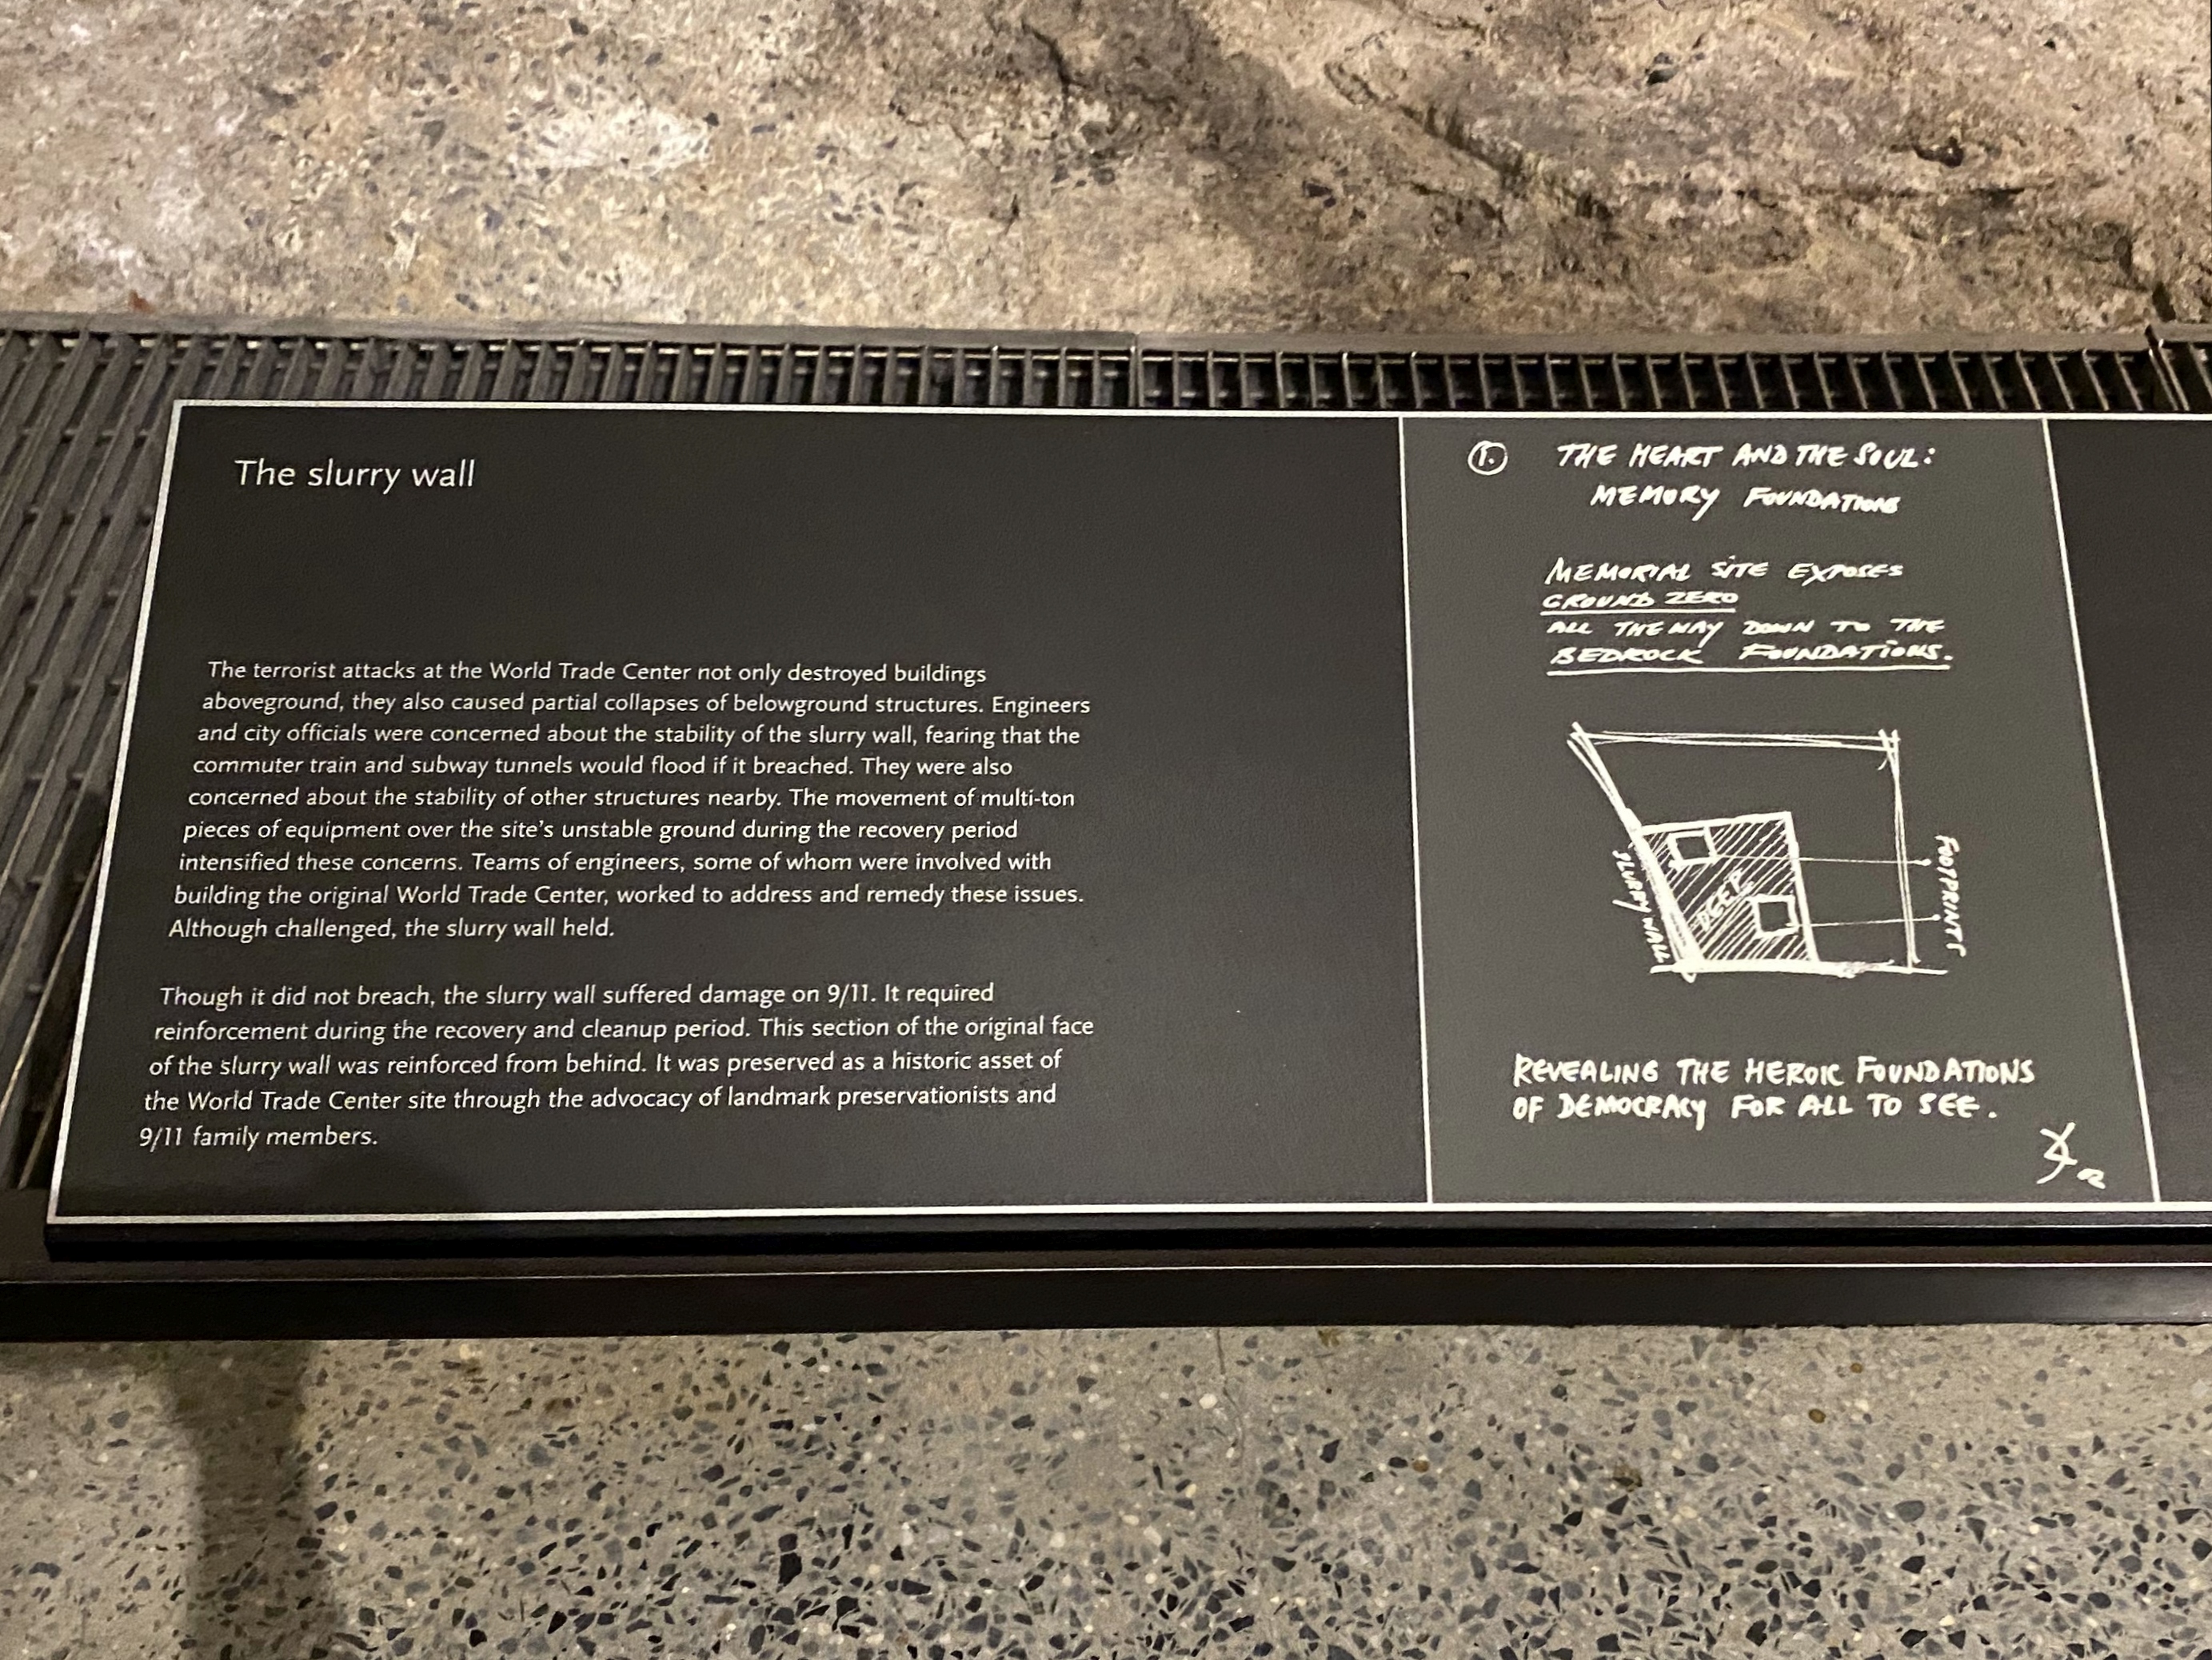 The slurry wall
The terrorist attacks at the World Trade Center not only destroyed buildings
aboveground, they also caused partial collapses of belowground structures. Engineers
and city officials were concerned about the stability of the slurry wall, fearing that the
commuter train and subway tunnels would flood if it breached. They were also
concerned about the stability of other structures nearby. The movement of multi-ton
pieces of equipment over the site's unstable ground during the recovery period
intensified these concerns. Teams of engineers, some of whom were involved with
building the original World Trade Center, worked to address and remedy these issues.
Although challenged, the slurry wall held.
Though it did not breach, the slurry wall suffered damage on 9/11. It required
reinforcement during the recovery and cleanup period. This section of the original face
of the slurry wall was reinforced from behind. It was preserved as a historic asset of
the World Trade Center site through the advocacy of landmark preservationists and
9/11 family members.
1. THE HEART AND THE SOUL:
MEMORY FOUNDATIONS
MEMORIAL SITE EXPOSES
GROUND ZERO
ALL THE WAY DOWN TO THE
BEDROCK FOUNDATIONS.
SLURRY WALL
DEEP
FOOTPRINTS
REVEALING THE HEROIC FOUNDATIONS
OF DEMOCRACY FOR ALL TO SEE.